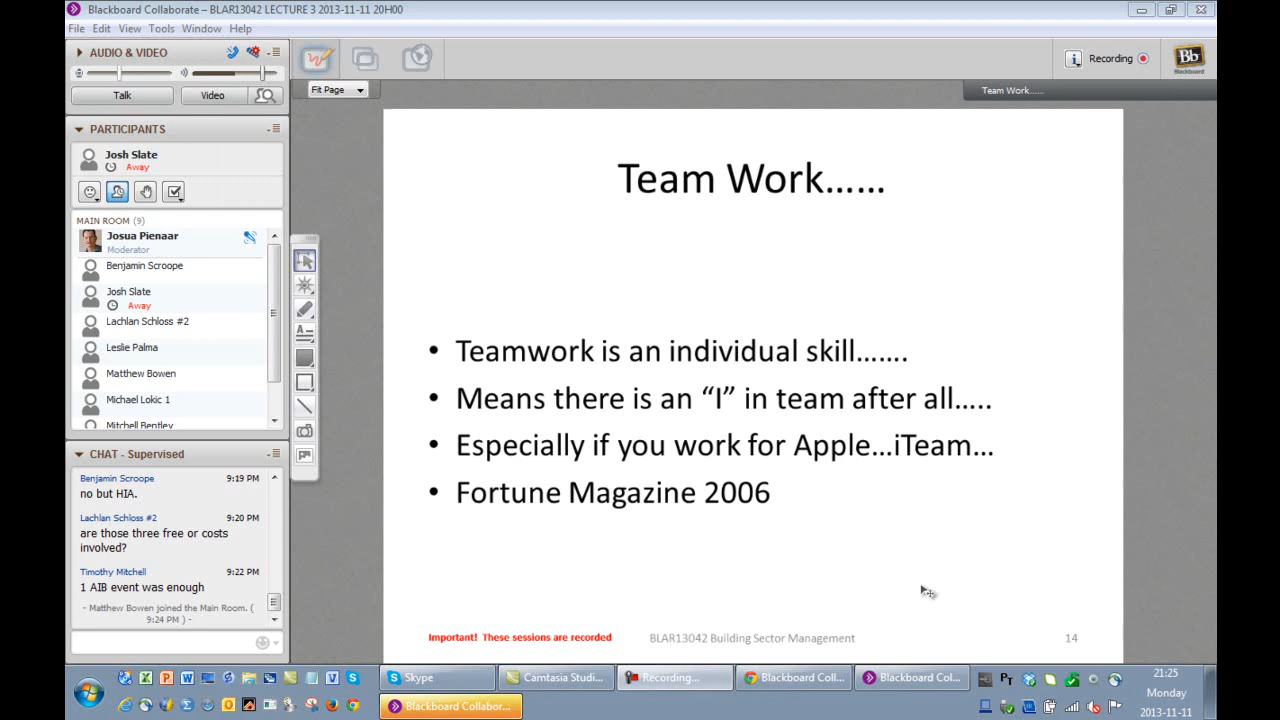 Blackboard Collaborate – BLAR13042 LECTURE 3 2013-11-11 20H00
File Edit View Tools Window Help
AUDIO & VIDEO
Talk Video
PARTICIPANTS
Josh Slate
Away
MAIN ROOM (9)
Josua Pienaar
Moderator
Benjamin Scroope
Josh Slate
Away
Lachlan Schloss #2
Leslie Palma
Matthew Bowen
Michael Lokic 1
Mitchell Bentley
CHAT - Supervised
Benjamin Scroope 9:19 PM
no but HIA.
Lachlan Schloss #2 9:20 PM
are those three free or costs
involved?
Timothy Mitchell 9:22 PM
1 AIB event was enough
- Matthew Bowen joined the Main Room. (
9:24 PM ) -
Recording
Bb
Blackboard
Fit Page
Team Work......
Team Work……
• Teamwork is an individual skill…….
• Means there is an “I” in team after all…..
• Especially if you work for Apple…iTeam…
• Fortune Magazine 2006
Important! These sessions are recorded
BLAR13042 Building Sector Management
14
Skype
Camtasia Studi...
Recording...
Blackboard Coll...
Blackboard Col...
Blackboard Collabor...
21:25
Monday
2013-11-11